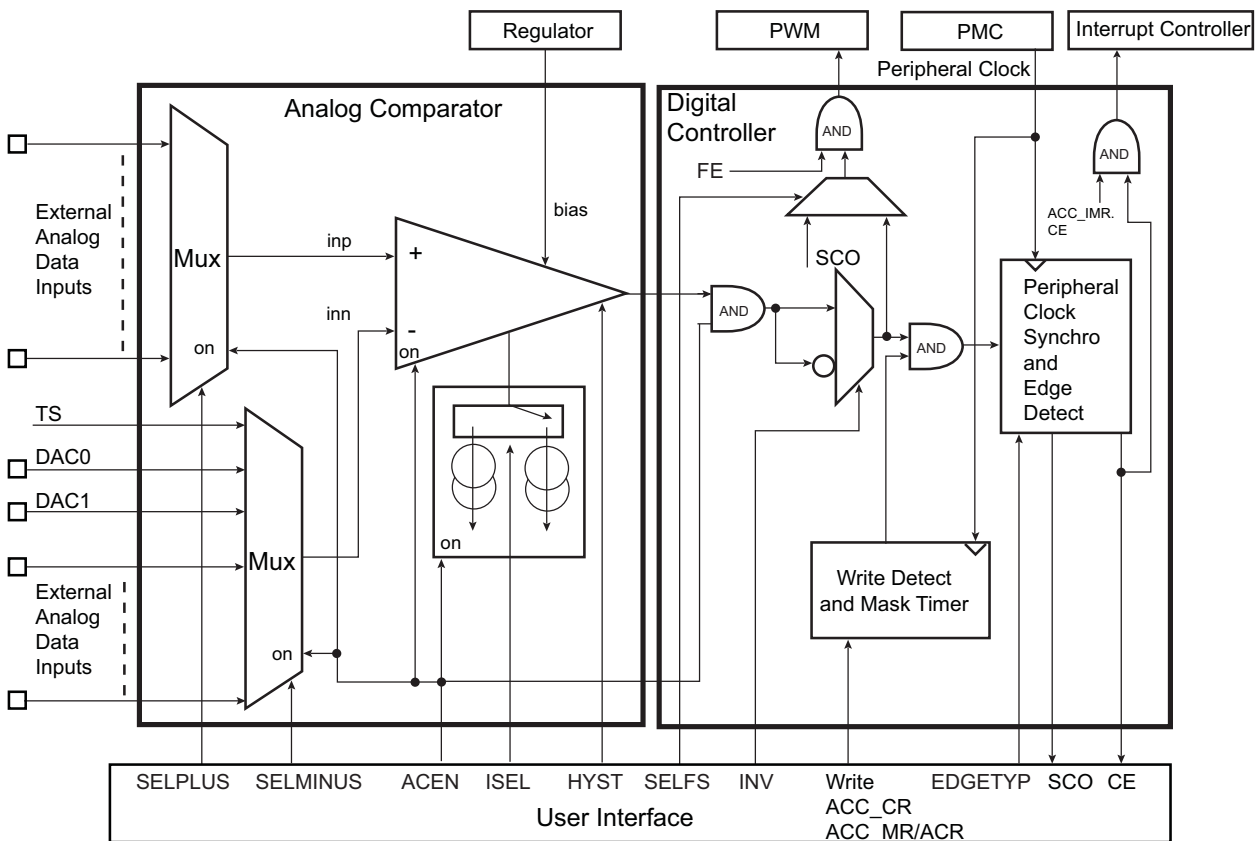 Regulator
PWM
PMC
Interrupt Controller
Peripheral Clock
Analog Comparator
Digital
Controller
AND
AND
FE
External
Analog
Data
Inputs
Mux
on
inp
inn
bias
+
-
on
SCO
ACC_IMR.
CE
AND
AND
Peripheral
Clock
Synchro
and
Edge
Detect
TS
DAC0
DAC1
External
Analog
Data
Inputs
Mux
on
on
Write Detect
and Mask Timer
SELPLUS
SELMINUS
ACEN
ISEL
HYST
SELFS
INV
Write
ACC_CR
ACC_MR/ACR
EDGETYP
SCO
CE
User Interface